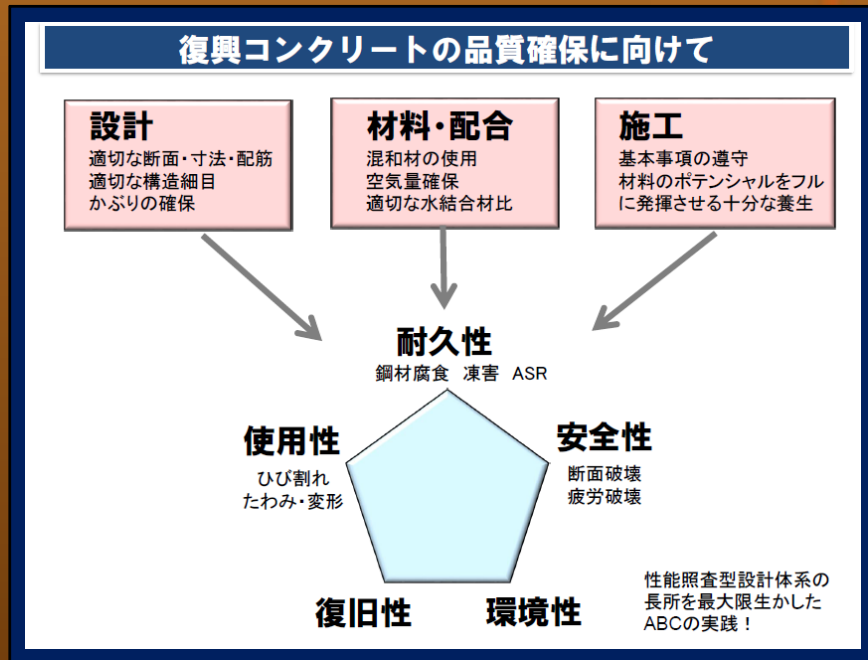 復興コンクリートの品質確保に向けて
設計
適切な断面・寸法・配筋
適切な構造細目
かぶりの確保
材料・配合
混和材の使用
空気量確保
適切な水結合材比
施工
基本事項の遵守
材料のポテンシャルをフル
に発揮させる十分な養生
耐久性
鋼材腐食 凍害 ASR
使用性
ひび割れ
たわみ・変形
安全性
断面破壊
疲労破壊
復旧性
環境性
性能照査型設計体系の
長所を最大限生かした
ABCの実践！